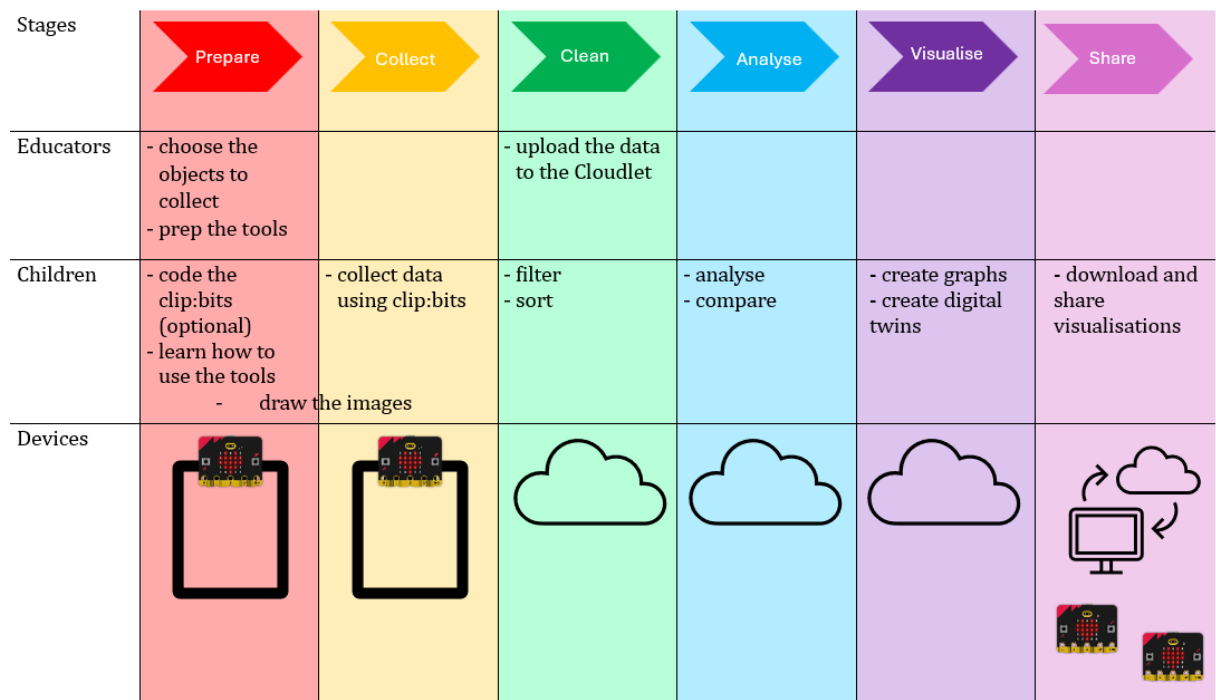 Stages
Prepare
Collect
Clean
Analyse
Visualise
Share
Educators
- choose the
objects to
collect
- prep the tools
- upload the data
to the Cloudlet
Children
- code the
clip:bits
(optional)
- learn how to
use the tools
- draw the images
- collect data
using clip:bits
- filter
- sort
- analyse
- compare
- create graphs
- create digital
twins
- download and
share
visualisations
Devices